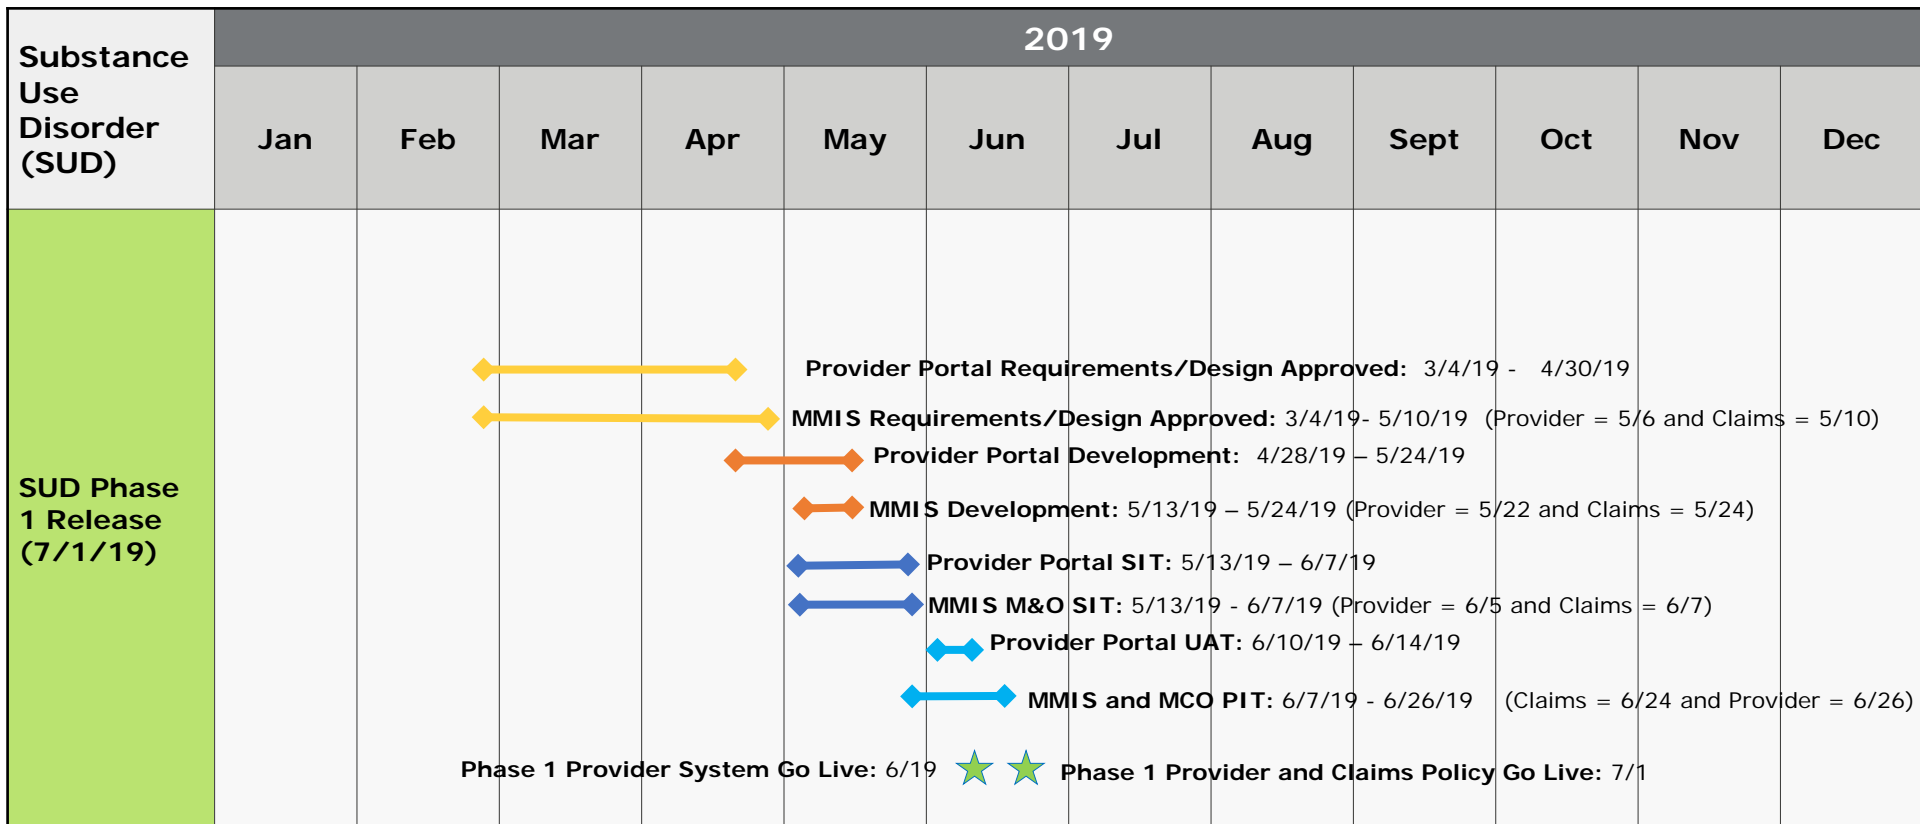 Substance
Use
Disorder
(SUD)
2019
Jan Feb Mar Apr May Jun Jul Aug Sept Oct Nov Dec
SUD Phase
1 Release
(7/1/19)
Provider Portal Requirements/Design Approved: 3/4/19 - 4/30/19
MMIS Requirements/Design Approved: 3/4/19- 5/10/19 (Provider = 5/6 and Claims = 5/10)
Provider Portal Development: 4/28/19 – 5/24/19
MMIS Development: 5/13/19 – 5/24/19 (Provider = 5/22 and Claims = 5/24)
Provider Portal SIT: 5/13/19 – 6/7/19
MMIS M&O SIT: 5/13/19 - 6/7/19 (Provider = 6/5 and Claims = 6/7)
Provider Portal UAT: 6/10/19 – 6/14/19
MMIS and MCO PIT: 6/7/19 - 6/26/19 (Claims = 6/24 and Provider = 6/26)
Phase 1 Provider System Go Live: 6/19
Phase 1 Provider and Claims Policy Go Live: 7/1